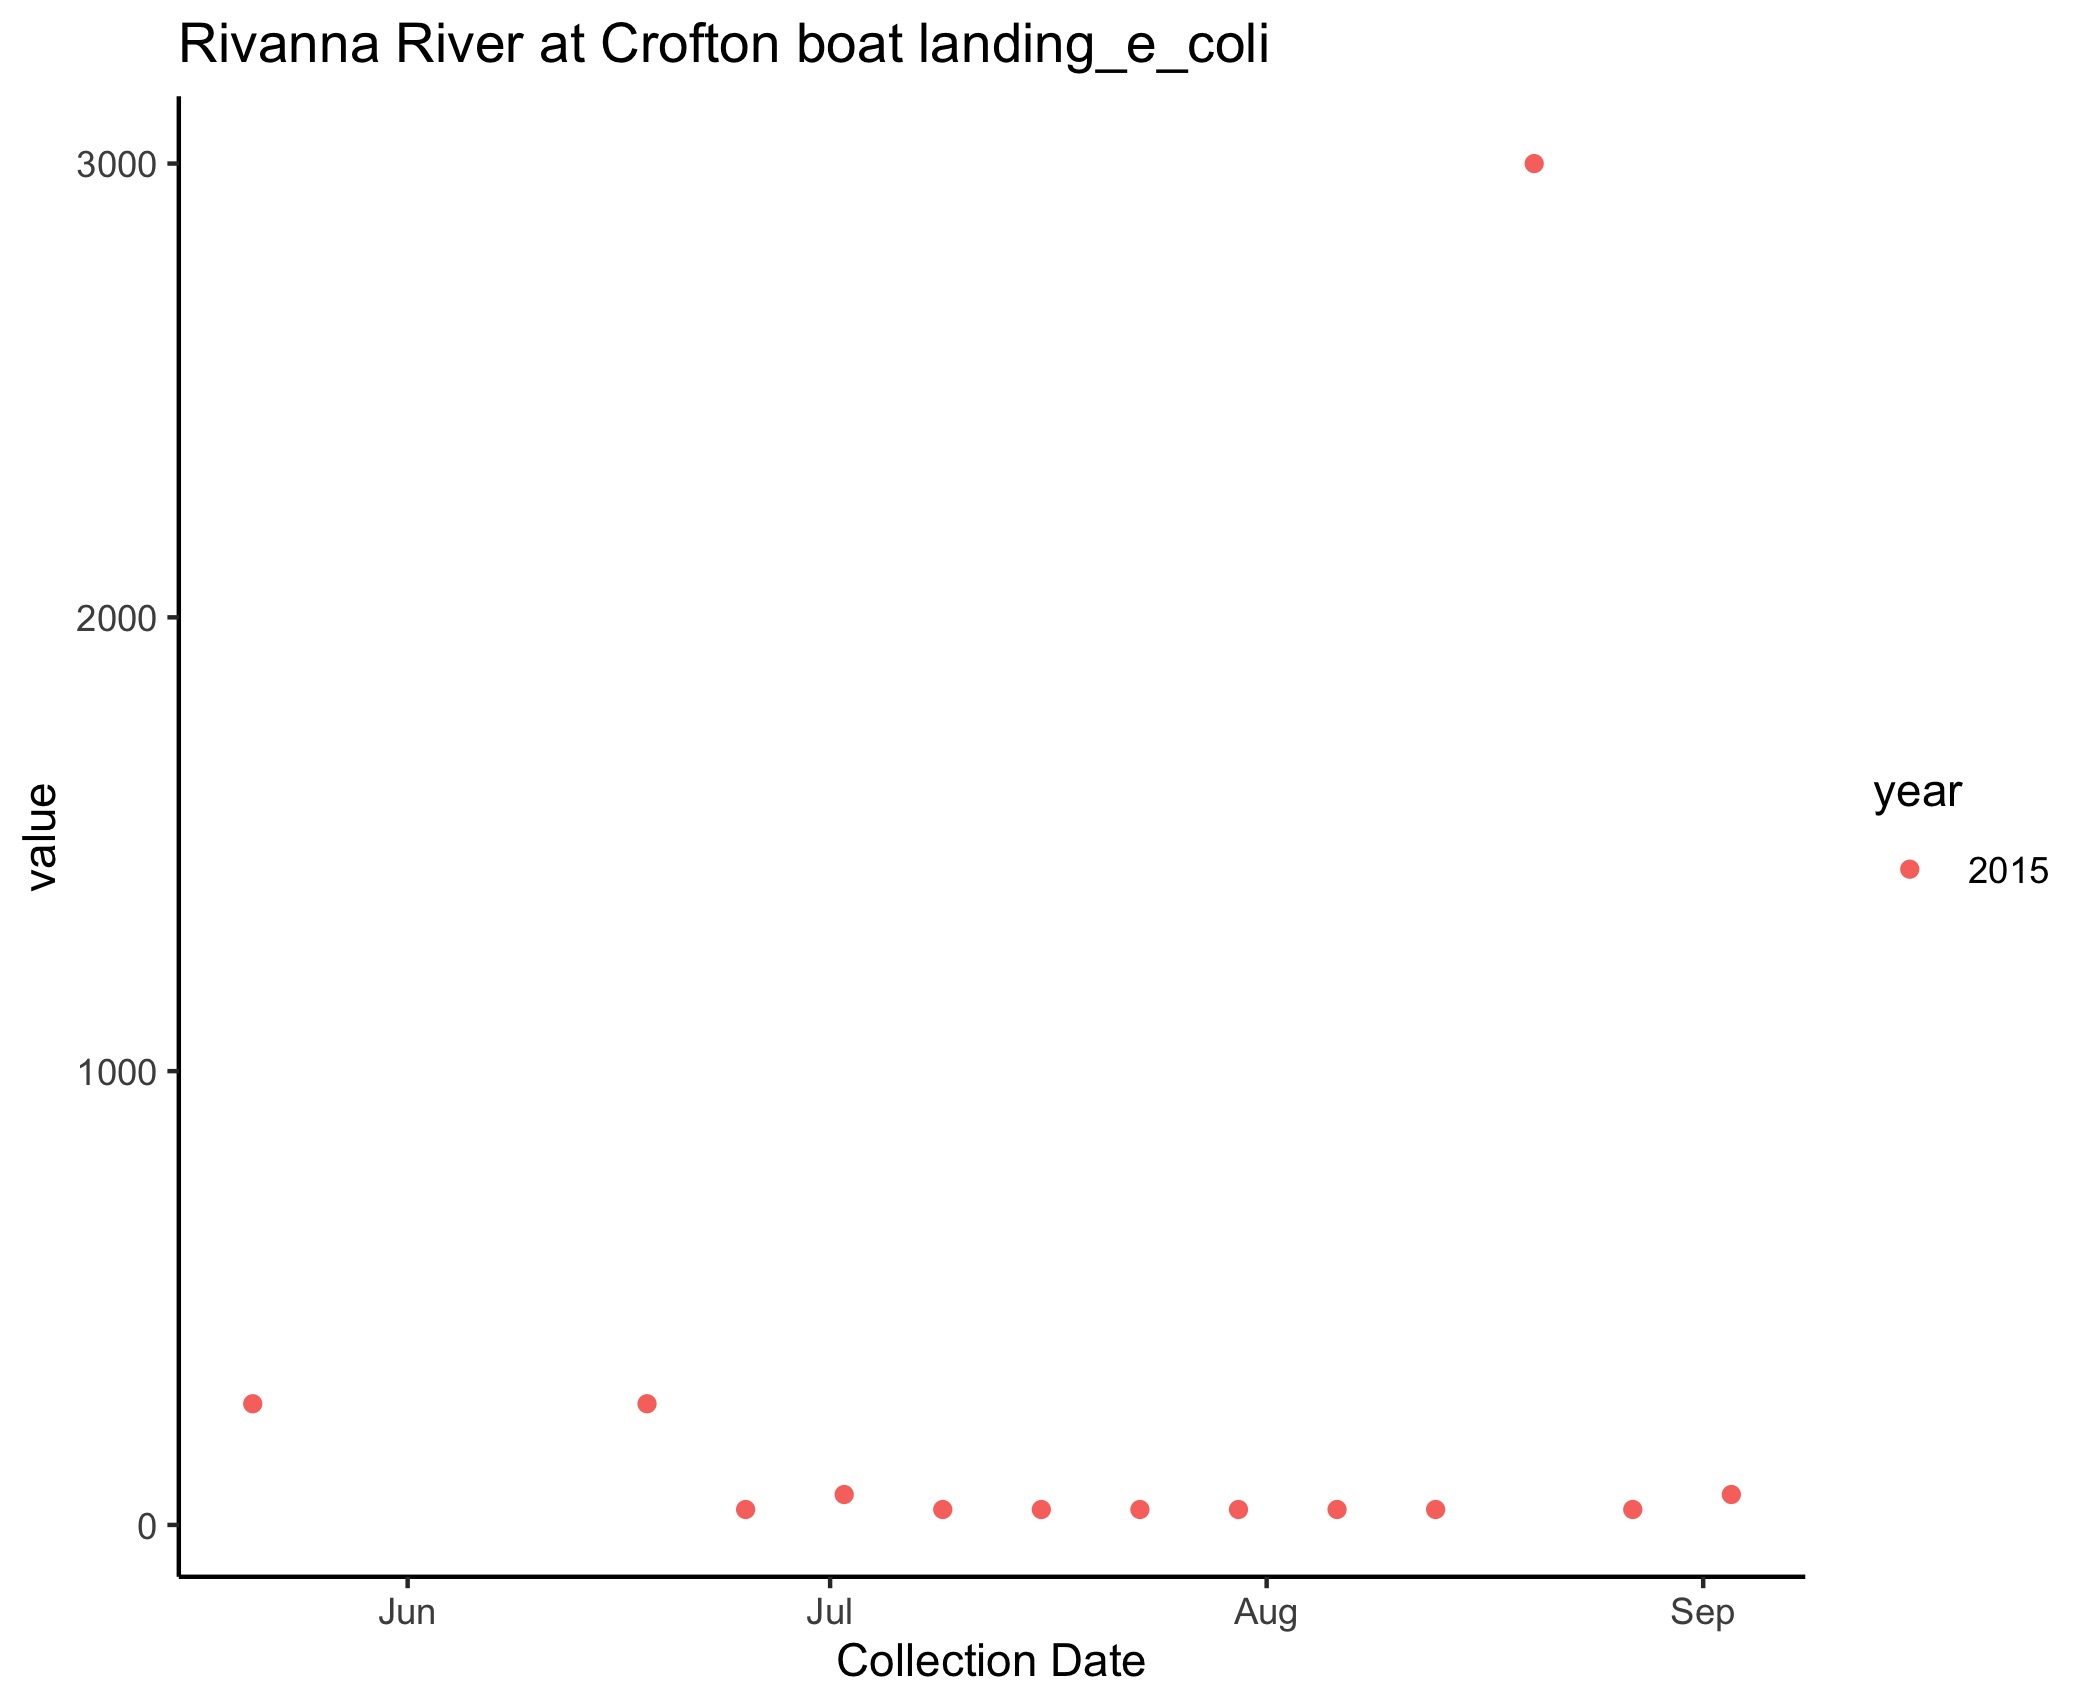 Rivanna River at Crofton boat landing_e_coli
3000
2000
1000
0
value
Jun Jul Aug Sep
Collection Date
year
2015